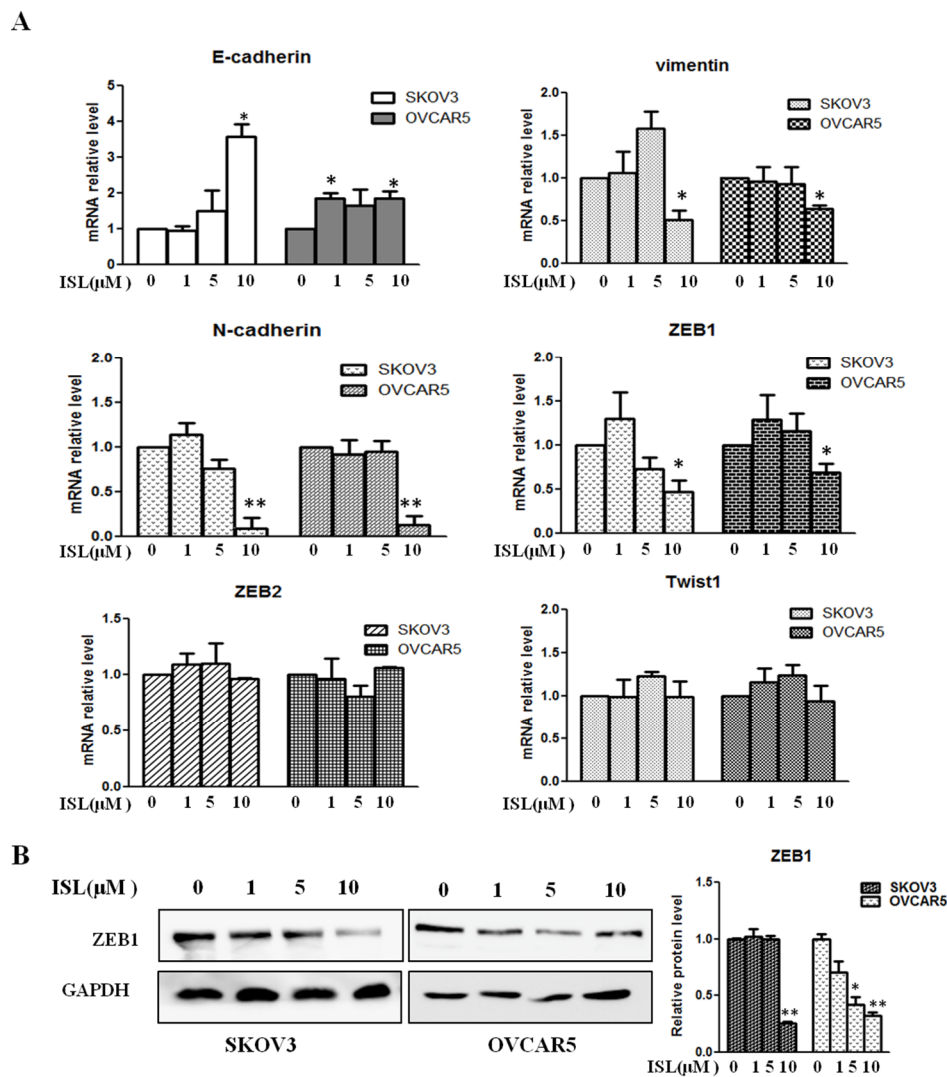 A
E-cadherin
mRNA relative level
5
4
3
2
1
0
SKOV3
OVCAR5
*
*
*
ISL(μM )
0 1 5 10 0 1 5 10
vimentin
mRNA relative level
2.0
1.5
1.0
0.5
0.0
SKOV3
OVCAR5
*
*
ISL(μM )
0 1 5 10 0 1 5 10
N-cadherin
mRNA relative level
2.0
1.5
1.0
0.5
0.0
SKOV3
OVCAR5
**
**
ISL(μM )
0 1 5 10 0 1 5 10
ZEB1
mRNA relative level
2.0
1.5
1.0
0.5
0.0
SKOV3
OVCAR5
*
*
ISL(μM )
0 1 5 10 0 1 5 10
ZEB2
mRNA relative level
1.5
1.0
0.5
0.0
SKOV3
OVCAR5
ISL(μM )
0 1 5 10 0 1 5 10
Twist1
mRNA relative level
2.0
1.5
1.0
0.5
0.0
SKOV3
OVCAR5
ISL(μM )
0 1 5 10 0 1 5 10
B
ISL(μM ) 0 1 5 10 0 1 5 10
ZEB1
GAPDH
SKOV3 OVCAR5
ZEB1
Relative protein level
1.5
1.0
0.5
0.0
SKOV3
OVCAR5
**
*
**
ISL(μM )
0 1 5 10 0 1 5 10